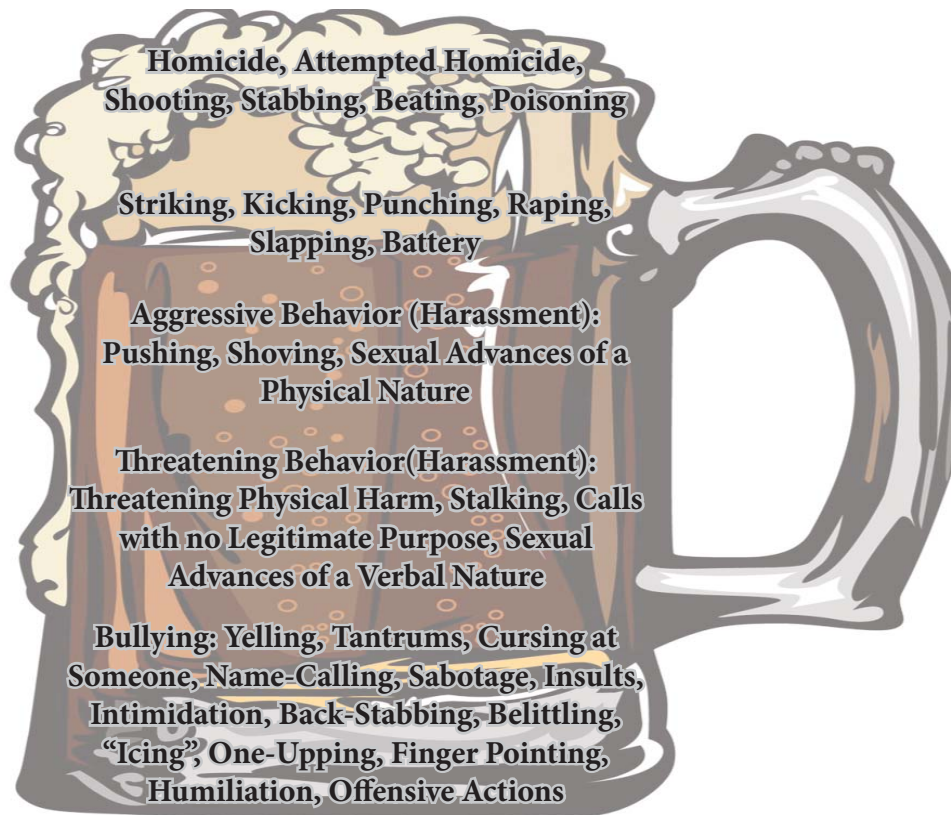 Homicide, Attempted Homicide,
Shooting, Stabbing, Beating, Poisoning
Striking, Kicking, Punching, Raping,
Slapping, Battery
Aggressive Behavior (Harassment):
Pushing, Shoving, Sexual Advances of a
Physical Nature
Threatening Behavior(Harassment):
Threatening Physical Harm, Stalking, Calls
with no Legitimate Purpose, Sexual
Advances of a Verbal Nature
Bullying: Yelling, Tantrums, Cursing at
Someone, Name-Calling, Sabotage, Insults,
Intimidation, Back-Stabbing, Belittling,
“Icing”, One-Upping, Finger Pointing,
Humiliation, Offensive Actions